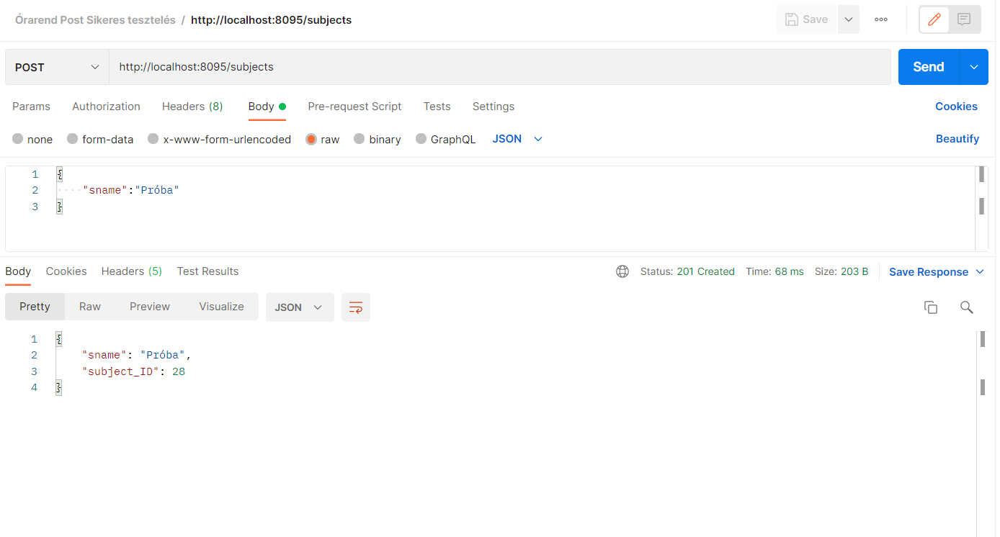 Órarend Post Sikeres tesztelés / http://localhost:8095/subjects Save
POST http://localhost:8095/subjects Send
Params Authorization Headers (8) Body Pre-request Script Tests Settings Cookies
none form-data x-www-form-urlencoded raw binary GraphQL JSON Beautify
1 {
2 "sname":"Próba"
3 }
Body Cookies Headers (5) Test Results Status: 201 Created Time: 68 ms Size: 203 B Save Response
Pretty Raw Preview Visualize JSON
1 {
2 "sname": "Próba",
3 "subject_ID": 28
4 }